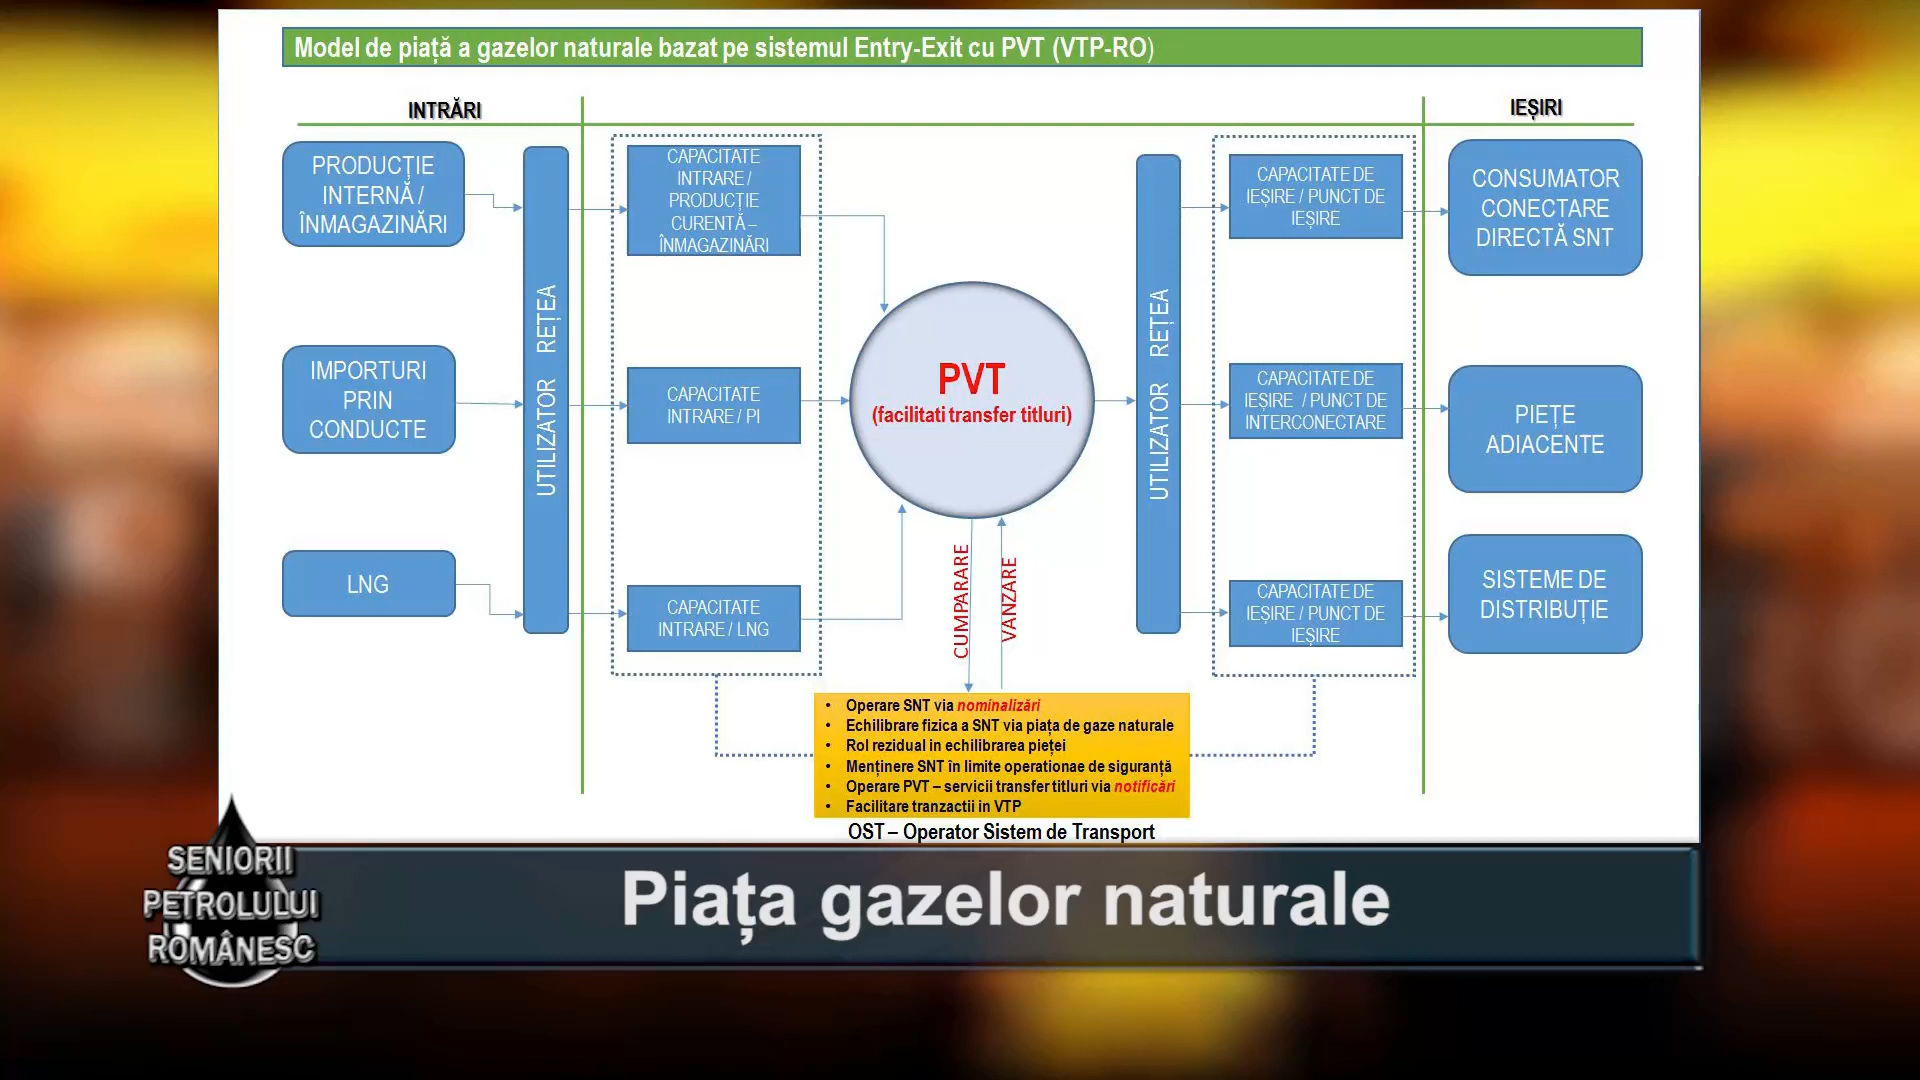 Model de piață a gazelor naturale bazat pe sistemul Entry-Exit cu PVT (VTP-RO)
INTRĂRI
IEȘIRI
PRODUCȚIE
INTERNĂ /
ÎNMAGAZINĂRI
IMPORTURI
PRIN
CONDUCTE
LNG
UTILIZATOR REȚEA
CAPACITATE
INTRARE /
PRODUCȚIE
CURENTĂ –
ÎNMAGAZINĂRI
CAPACITATE
INTRARE / PI
CAPACITATE
INTRARE / LNG
PVT
(facilitati transfer titluri)
CUMPARARE
VANZARE
UTILIZATOR REȚEA
CAPACITATE DE
IEȘIRE / PUNCT DE
IEȘIRE
CAPACITATE DE
IEȘIRE / PUNCT DE
INTERCONECTARE
CAPACITATE DE
IEȘIRE / PUNCT DE
IEȘIRE
CONSUMATOR
CONECTARE
DIRECTĂ SNT
PIEȚE
ADIACENTE
SISTEME DE
DISTRIBUȚIE
• Operare SNT via nominalizări
• Echilibrare fizica a SNT via piața de gaze naturale
• Rol rezidual in echilibrarea pieței
• Menținere SNT în limite operationae de siguranță
• Operare PVT – servicii transfer titluri via notificări
• Facilitare tranzactii in VTP
OST – Operator Sistem de Transport
SENIORII
PETROLULUI
ROMÂNESC
Piața gazelor naturale